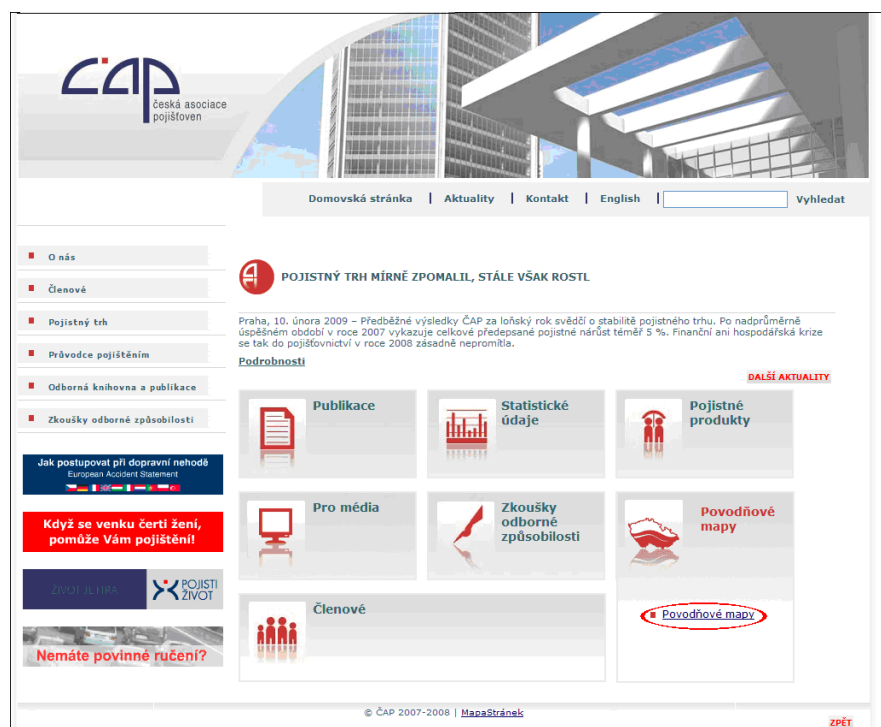 čap
česká asociace
pojišťoven
Domovská stránka | Aktuality | Kontakt | English | Vyhledat
O nás
Členové
Pojistný trh
Průvodce pojištěním
Odborná knihovna a publikace
Zkoušky odborné způsobilosti
Jak postupovat při dopravní nehodě
European Accident Statement
Když se venku čerti žení,
pomůže Vám pojištění!
ŽIVOT JE HRA
POJISTI
ŽIVOT
Nemáte povinné ručení?
POJISTNÝ TRH MÍRNĚ ZPOMALIL, STÁLE VŠAK ROSTL
Praha, 10. února 2009 – Předběžné výsledky ČAP za loňský rok svědčí o stabilitě pojistného trhu. Po nadprůměrně
úspěšném období v roce 2007 vykazuje celkové předepsané pojistné nárůst téměř 5 %. Finanční ani hospodářská krize
se tak do pojišťovnictví v roce 2008 zásadně nepromítla.
Podrobnosti
DALŠÍ AKTUALITY
Publikace
Statistické
údaje
Pojistné
produkty
Pro média
Zkoušky
odborné
způsobilosti
Povodňové
mapy
Povodňové mapy
Členové
© ČAP 2007-2008 | MapaStránek
ZPĚT